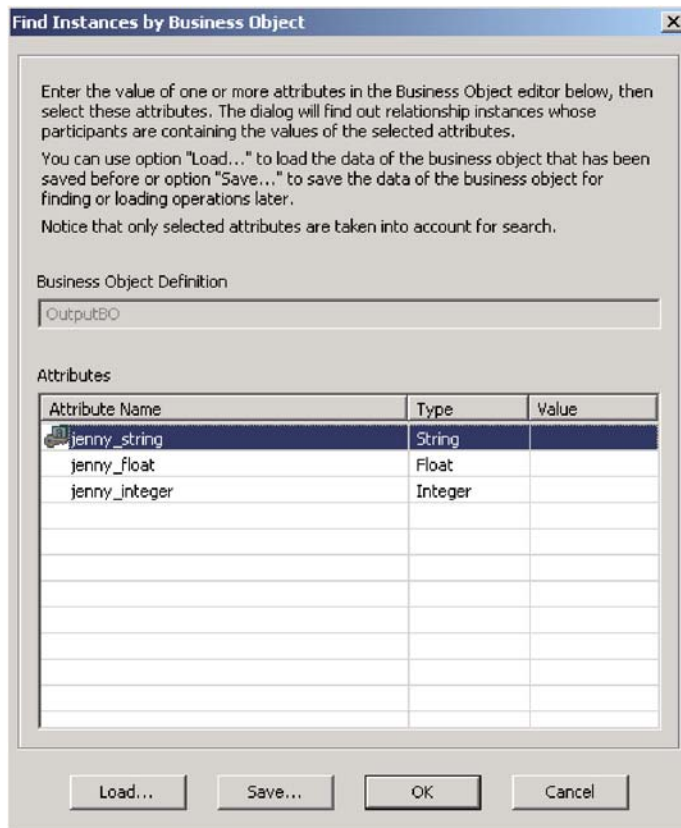 Find Instances by Business Object
Enter the value of one or more attributes in the Business Object editor below, then
select these attributes. The dialog will find out relationship instances whose
participants are containing the values of the selected attributes.
You can use option "Load..." to load the data of the business object that has been
saved before or option "Save..." to save the data of the business object for
finding or loading operations later.
Notice that only selected attributes are taken into account for search.
Business Object Definition
OutputBO
Attributes
Attribute Name Type Value
jenny_string String
jenny_float Float
jenny_integer Integer
Load... Save... OK Cancel